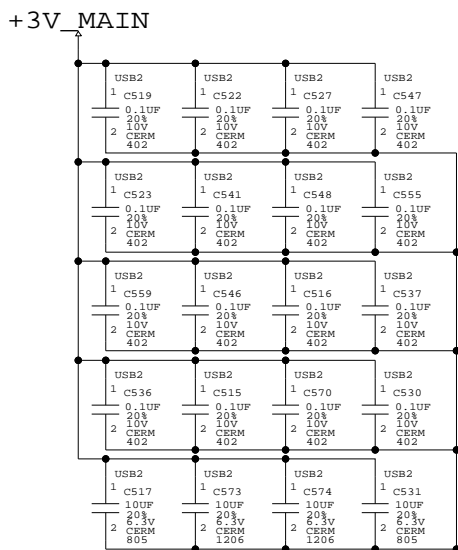 +3V_MAIN
USB2 USB2 USB2 USB2
1 C519 1 C522 1 C527 1 C547
0.1UF 0.1UF 0.1UF 0.1UF
20% 20% 20% 20%
10V 10V 10V 10V
2 CERM 2 CERM 2 CERM 2 CERM
402 402 402 402
USB2 USB2 USB2 USB2
1 C523 1 C541 1 C548 1 C555
0.1UF 0.1UF 0.1UF 0.1UF
20% 20% 20% 20%
10V 10V 10V 10V
2 CERM 2 CERM 2 CERM 2 CERM
402 402 402 402
USB2 USB2 USB2 USB2
1 C559 1 C546 1 C516 1 C537
0.1UF 0.1UF 0.1UF 0.1UF
20% 20% 20% 20%
10V 10V 10V 10V
2 CERM 2 CERM 2 CERM 2 CERM
402 402 402 402
USB2 USB2 USB2 USB2
1 C536 1 C515 1 C570 1 C530
0.1UF 0.1UF 0.1UF 0.1UF
20% 20% 20% 20%
10V 10V 10V 10V
2 CERM 2 CERM 2 CERM 2 CERM
402 402 402 402
USB2 USB2 USB2 USB2
1 C517 1 C573 1 C574 1 C531
10UF 10UF 10UF 10UF
20% 20% 20% 20%
6.3V 6.3V 6.3V 6.3V
2 CERM 2 CERM 2 CERM 2 CERM
805 1206 1206 805